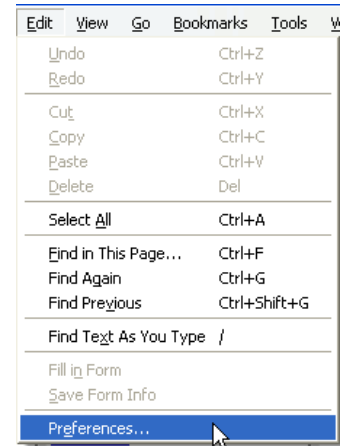 Edit View Go Bookmarks Tools W
Undo Ctrl+Z
Redo Ctrl+Y
Cut Ctrl+X
Copy Ctrl+C
Paste Ctrl+V
Delete Del
Select All Ctrl+A
Find in This Page... Ctrl+F
Find Again Ctrl+G
Find Previous Ctrl+Shift+G
Find Text As You Type /
Fill in Form
Save Form Info
Preferences...